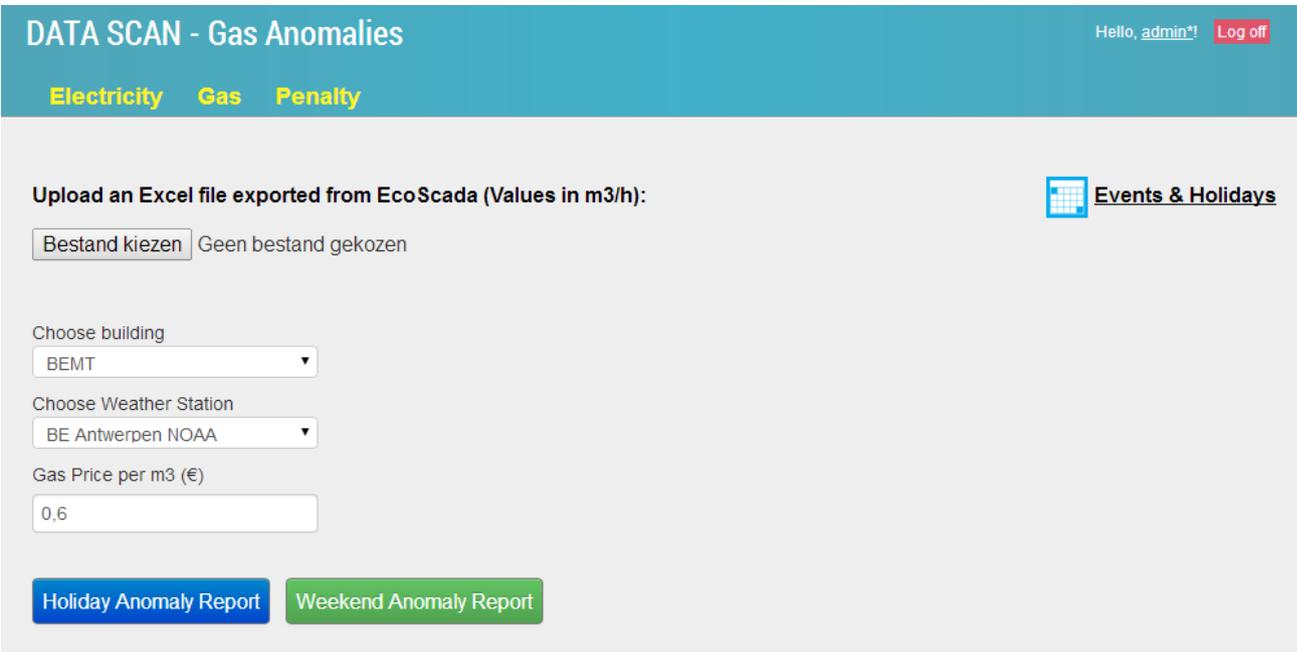 DATA SCAN - Gas Anomalies
Hello, admin*! Log off
Electricity Gas Penalty
Upload an Excel file exported from EcoScada (Values in m3/h):
Events & Holidays
Bestand kiezen Geen bestand gekozen
Choose building
BEMT
Choose Weather Station
BE Antwerpen NOAA
Gas Price per m3 (€)
0,6
Holiday Anomaly Report Weekend Anomaly Report